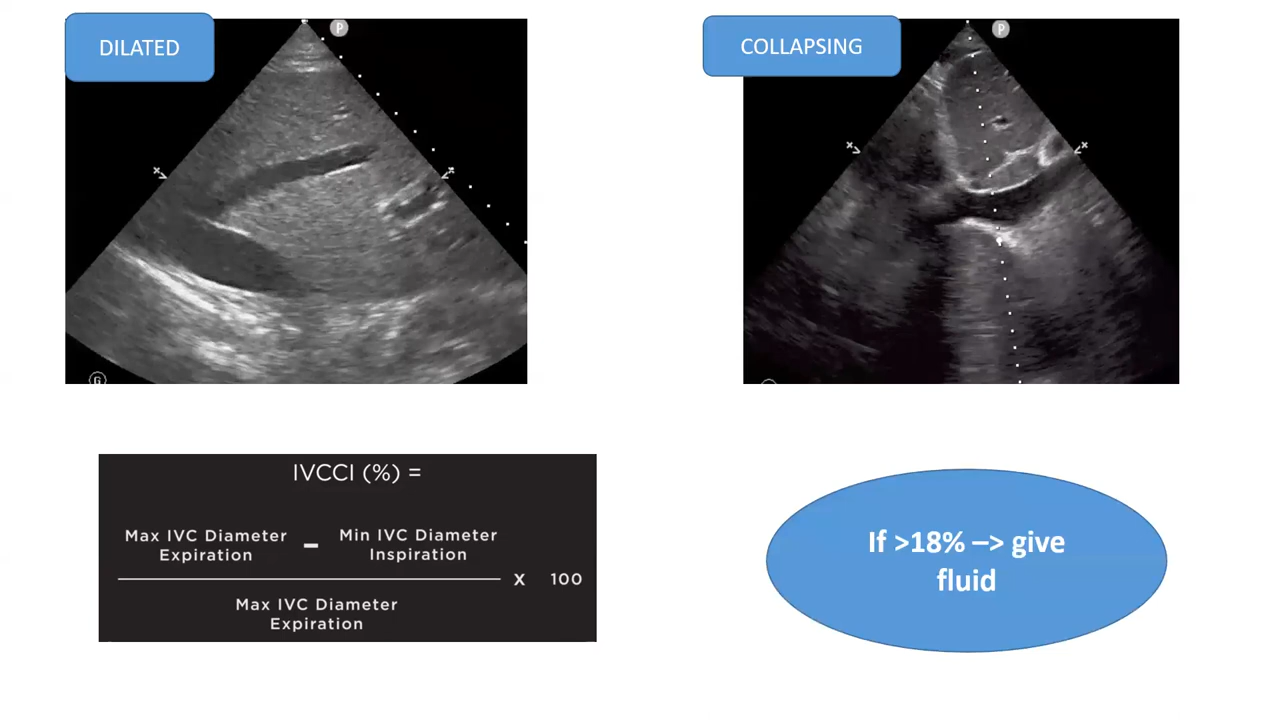 DILATED
P
G
COLLAPSING
P
IVCCI (%) =
Max IVC Diameter
Expiration
-
Min IVC Diameter
Inspiration
X 100
Max IVC Diameter
Expiration
If >18% –> give
fluid